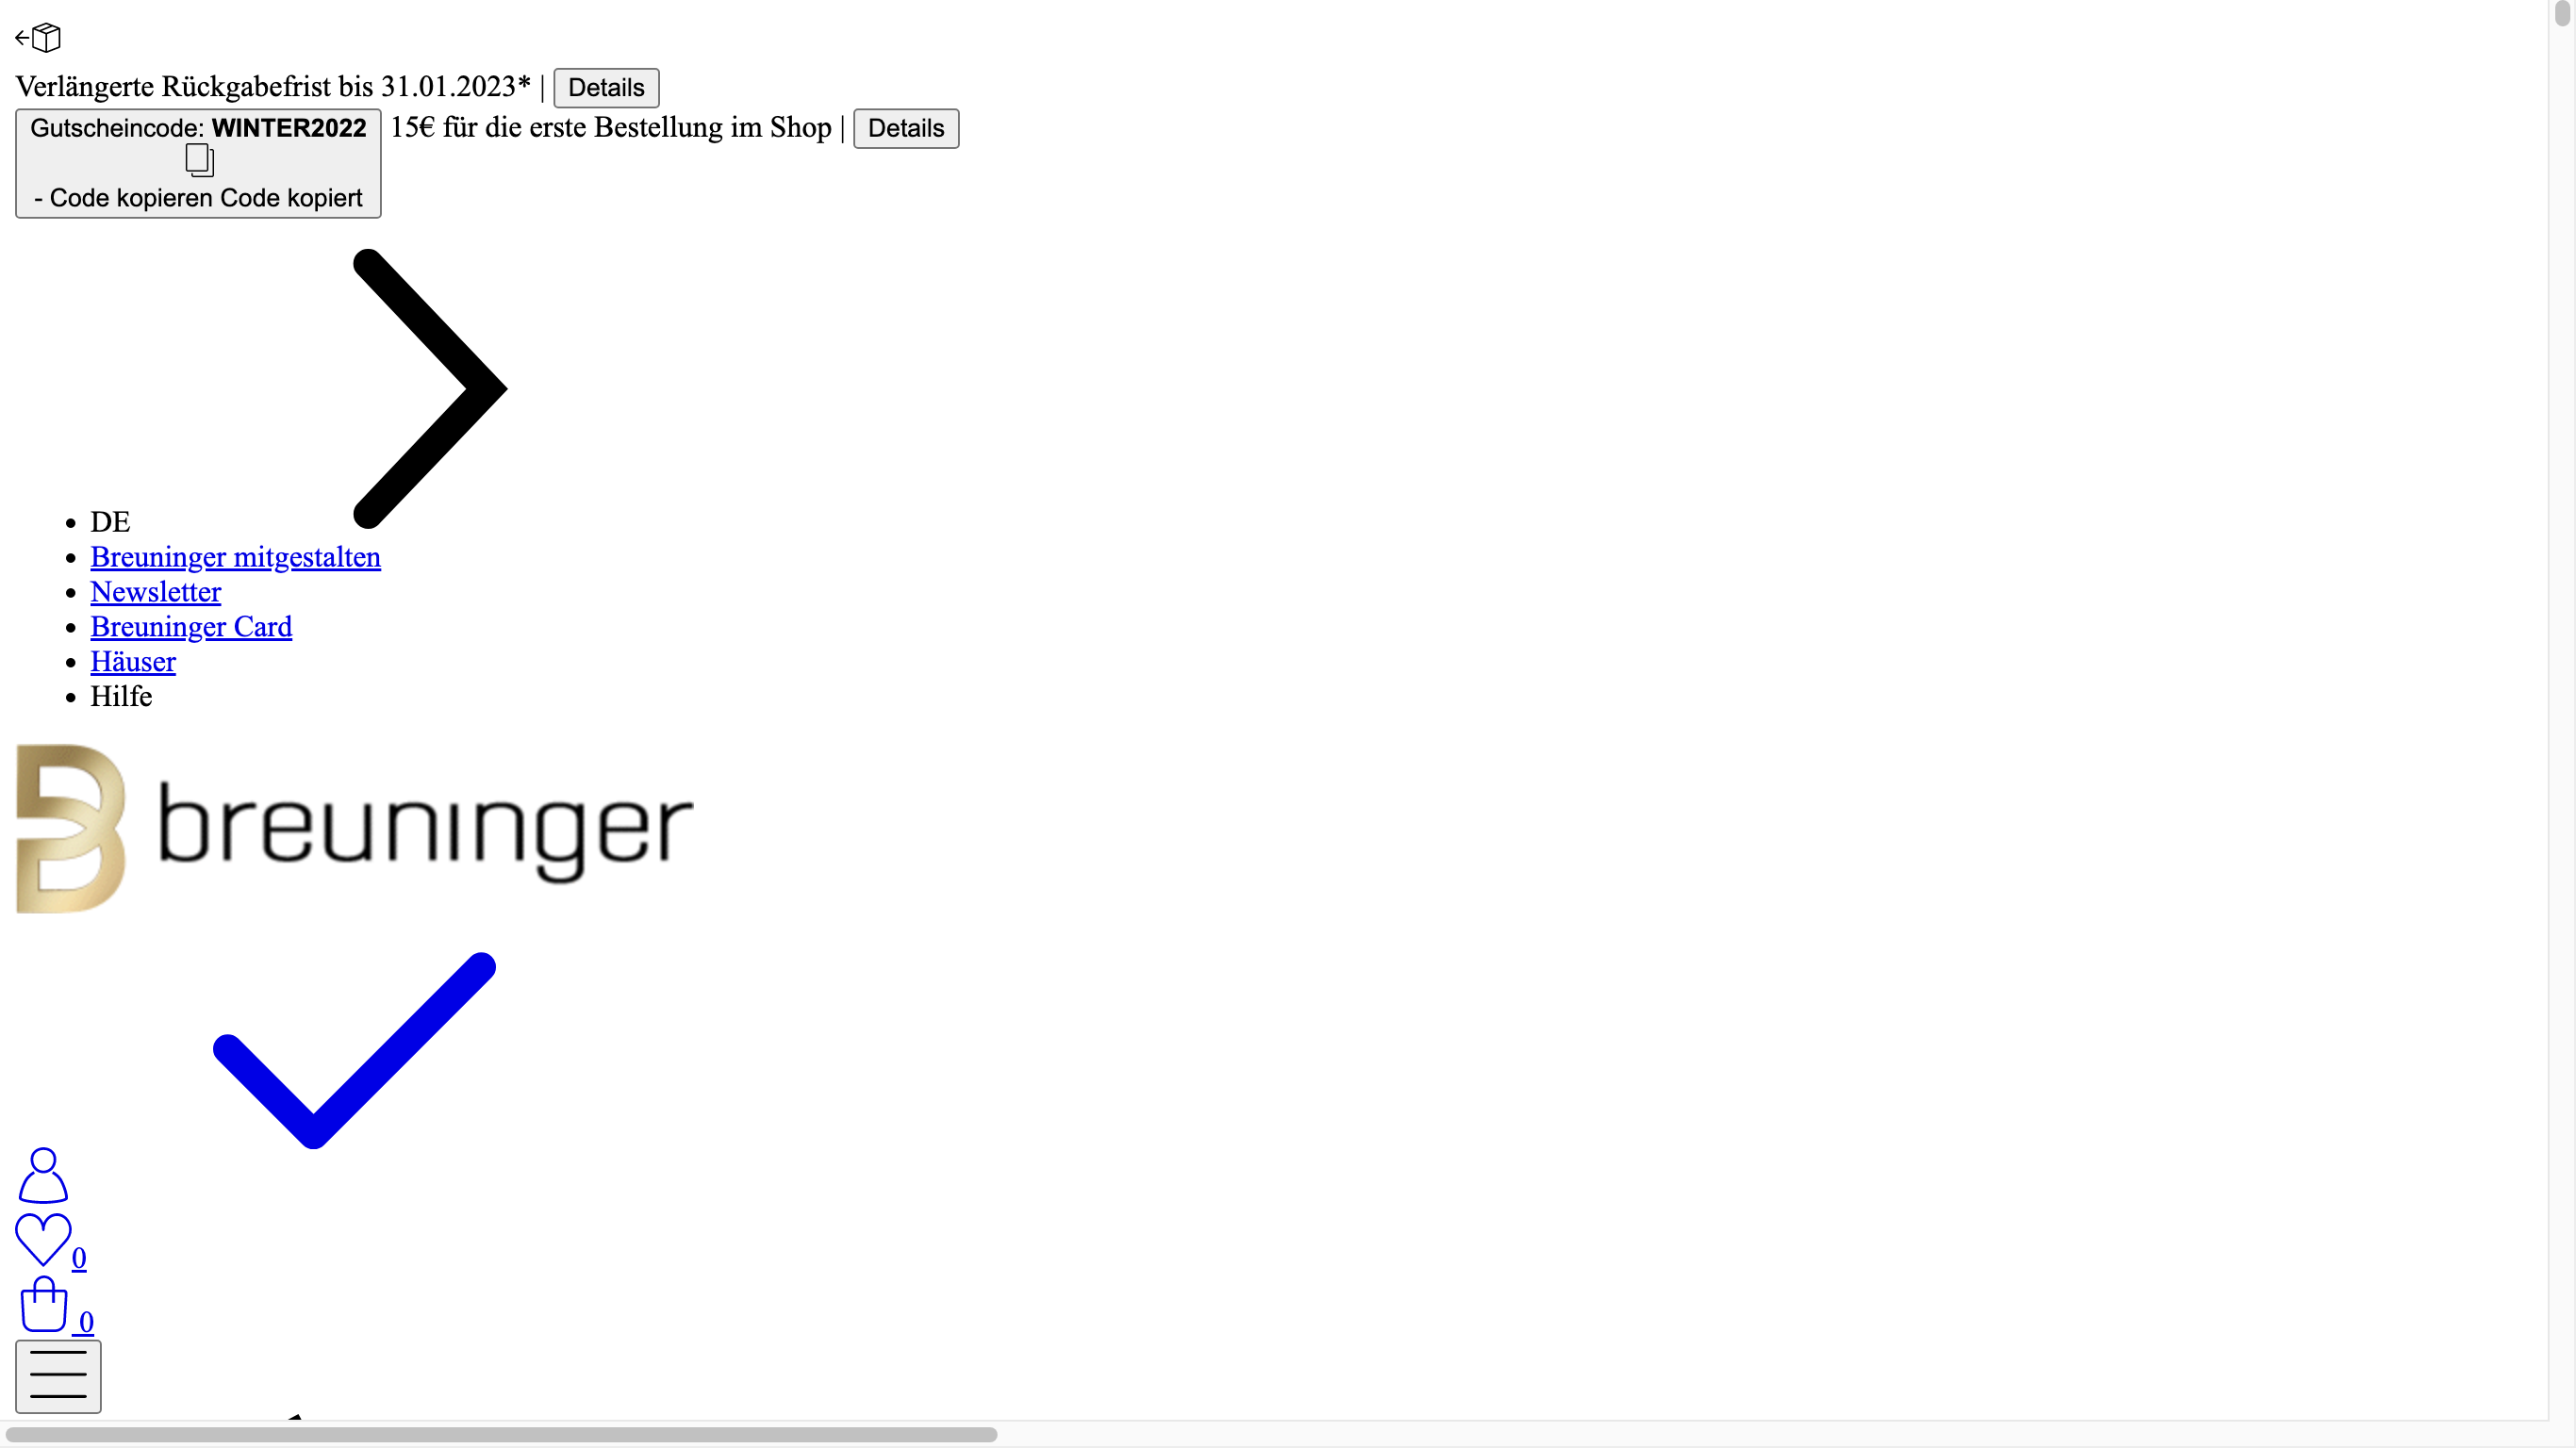 Verlängerte Rückgabefrist bis 31.01.2023* | Details
Gutscheincode: WINTER2022 15€ für die erste Bestellung im Shop | Details
- Code kopieren Code kopiert
DE
Breuninger mitgestalten
Newsletter
Breuninger Card
Häuser
Hilfe
B breuninger
0
0